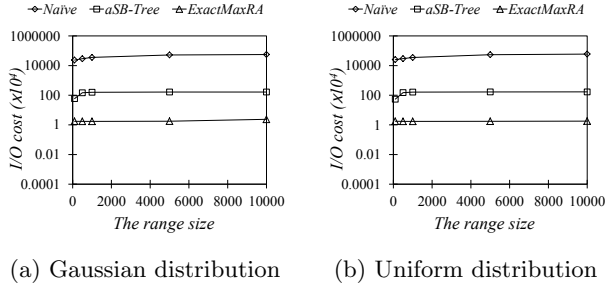 Naïve aSB-Tree ExactMaxRA
I/O cost (x10⁴)
1000000
10000
100
1
0.01
0.0001
0 2000 4000 6000 8000 10000
The range size
(a) Gaussian distribution
Naïve aSB-Tree ExactMaxRA
I/O cost (x10⁴)
1000000
10000
100
1
0.01
0.0001
0 2000 4000 6000 8000 10000
The range size
(b) Uniform distribution